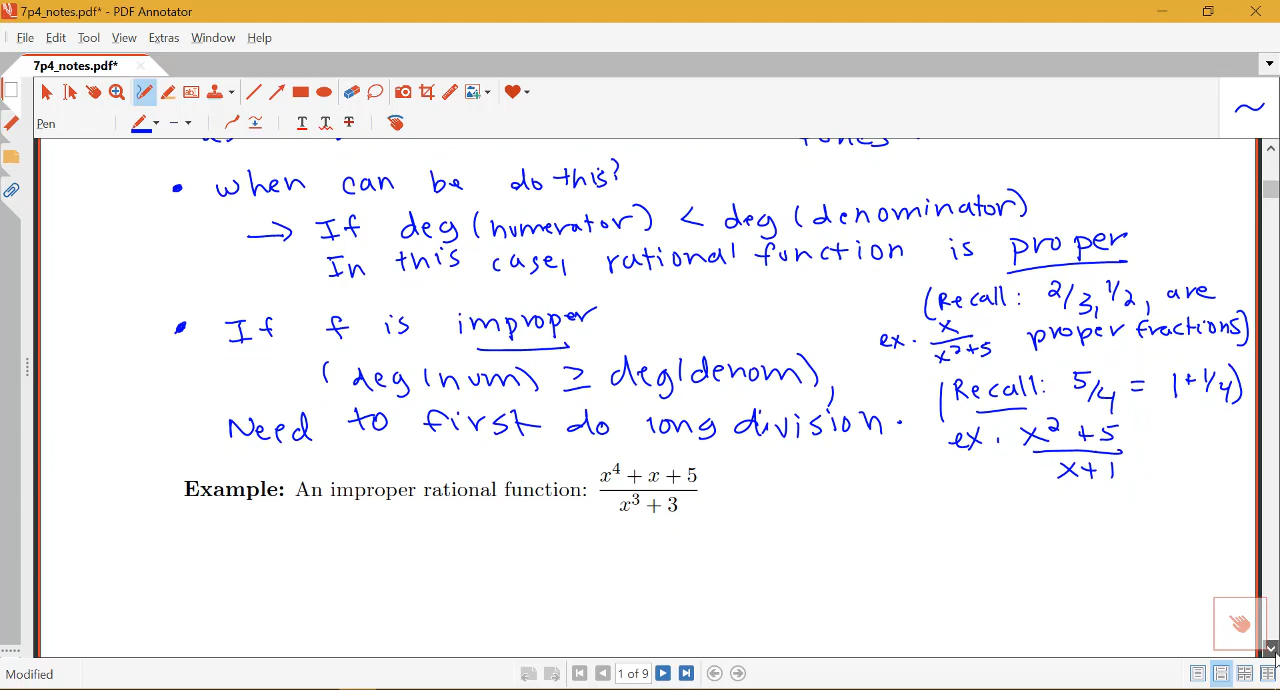 7p4_notes.pdf* - PDF Annotator
File Edit Tool View Extras Window Help
7p4_notes.pdf*
Pen
• when can be do this?
→ If deg(numerator) < deg(denominator)
In this case, rational function is proper
(Recall: 2/3, 1/2, are
proper fractions)
ex. x/(x²+5)
• If f is improper
(deg(num) ≥ deg(denom),
(Recall: 5/4 = 1+1/4)
Need to first do long division.
ex. (x²+5)/(x+1)
Example: An improper rational function: (x⁴ + x + 5)/(x³ + 3)
Modified
1 of 9